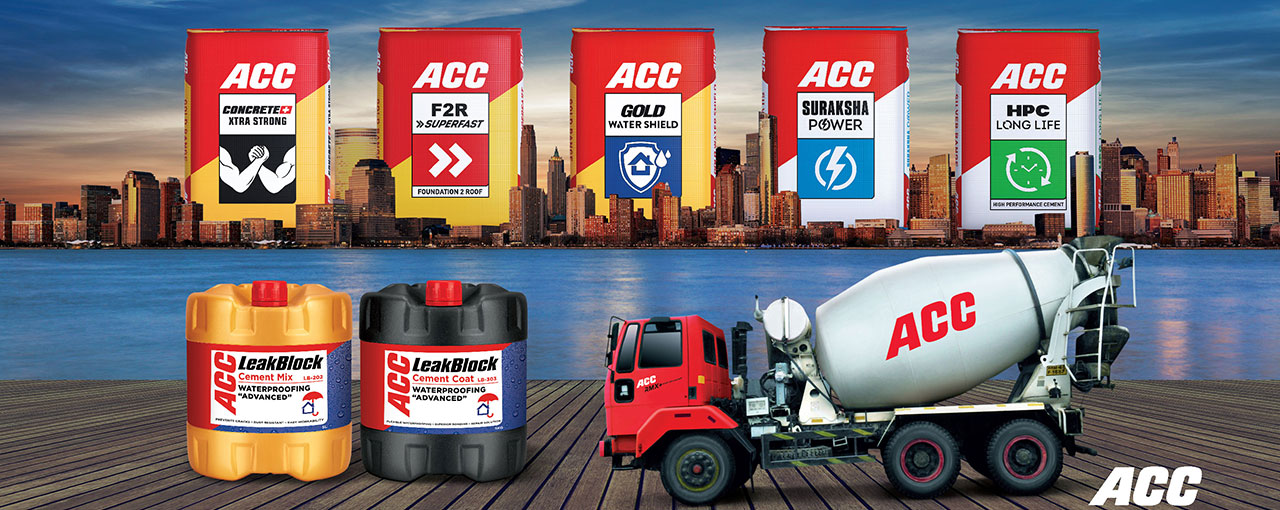 ACC
CONCRETE+
XTRA STRONG
ACC
F2R
SUPERFAST
FOUNDATION 2 ROOF
ACC
GOLD
WATER SHIELD
ACC
SURAKSHA
POWER
ACC
HPC
LONG LIFE
HIGH PERFORMANCE CEMENT
ACC
LEAKBLOCK
Cement Mix LB-202
WATERPROOFING
"ADVANCED"
ACC
LEAKBLOCK
Cement Coat LB-303
WATERPROOFING
"ADVANCED"
ACC
ACC
ACC